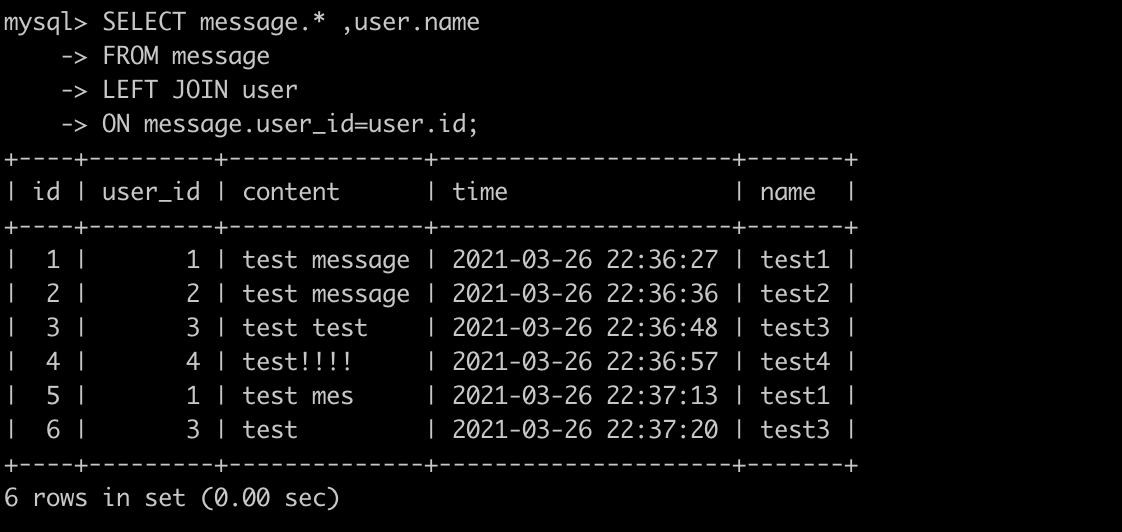 mysql> SELECT message.* ,user.name
    -> FROM message
    -> LEFT JOIN user
    -> ON message.user_id=user.id;
+----+---------+--------------+---------------------+-------+
| id | user_id | content      | time                | name  |
+----+---------+--------------+---------------------+-------+
|  1 |       1 | test message | 2021-03-26 22:36:27 | test1 |
|  2 |       2 | test message | 2021-03-26 22:36:36 | test2 |
|  3 |       3 | test test    | 2021-03-26 22:36:48 | test3 |
|  4 |       4 | test!!!!     | 2021-03-26 22:36:57 | test4 |
|  5 |       1 | test mes     | 2021-03-26 22:37:13 | test1 |
|  6 |       3 | test         | 2021-03-26 22:37:20 | test3 |
+----+---------+--------------+---------------------+-------+
6 rows in set (0.00 sec)